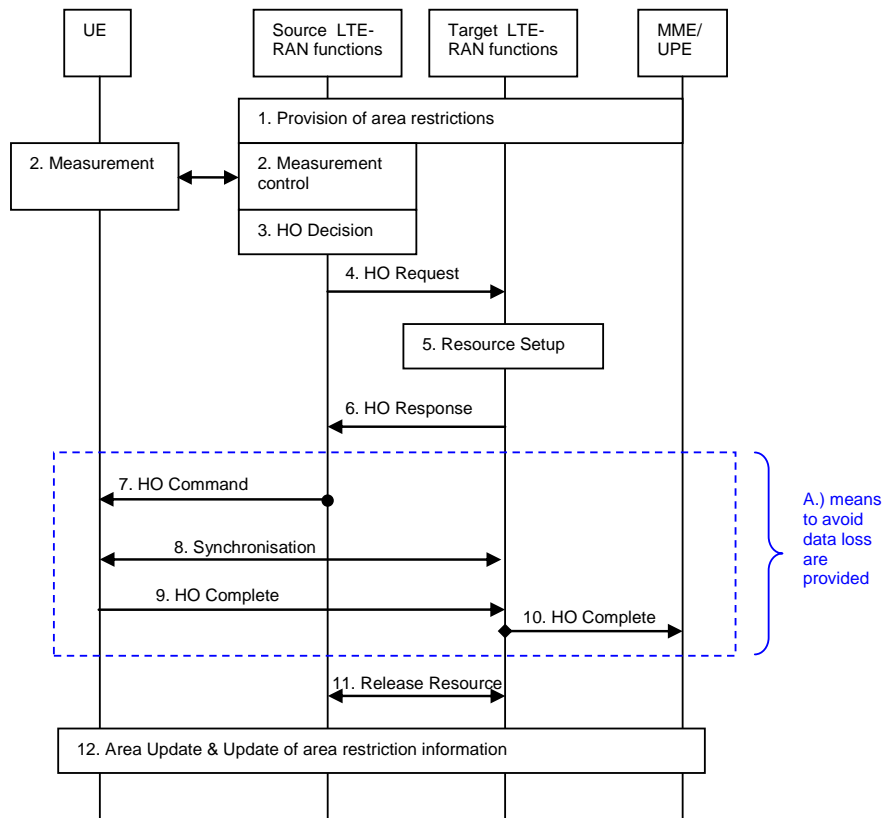 UE
Source LTE-
RAN functions
Target LTE-
RAN functions
MME/
UPE
1. Provision of area restrictions
2. Measurement
2. Measurement
control
3. HO Decision
4. HO Request
5. Resource Setup
6. HO Response
7. HO Command
A.) means
to avoid
data loss
are
provided
8. Synchronisation
9. HO Complete
10. HO Complete
11. Release Resource
12. Area Update & Update of area restriction information